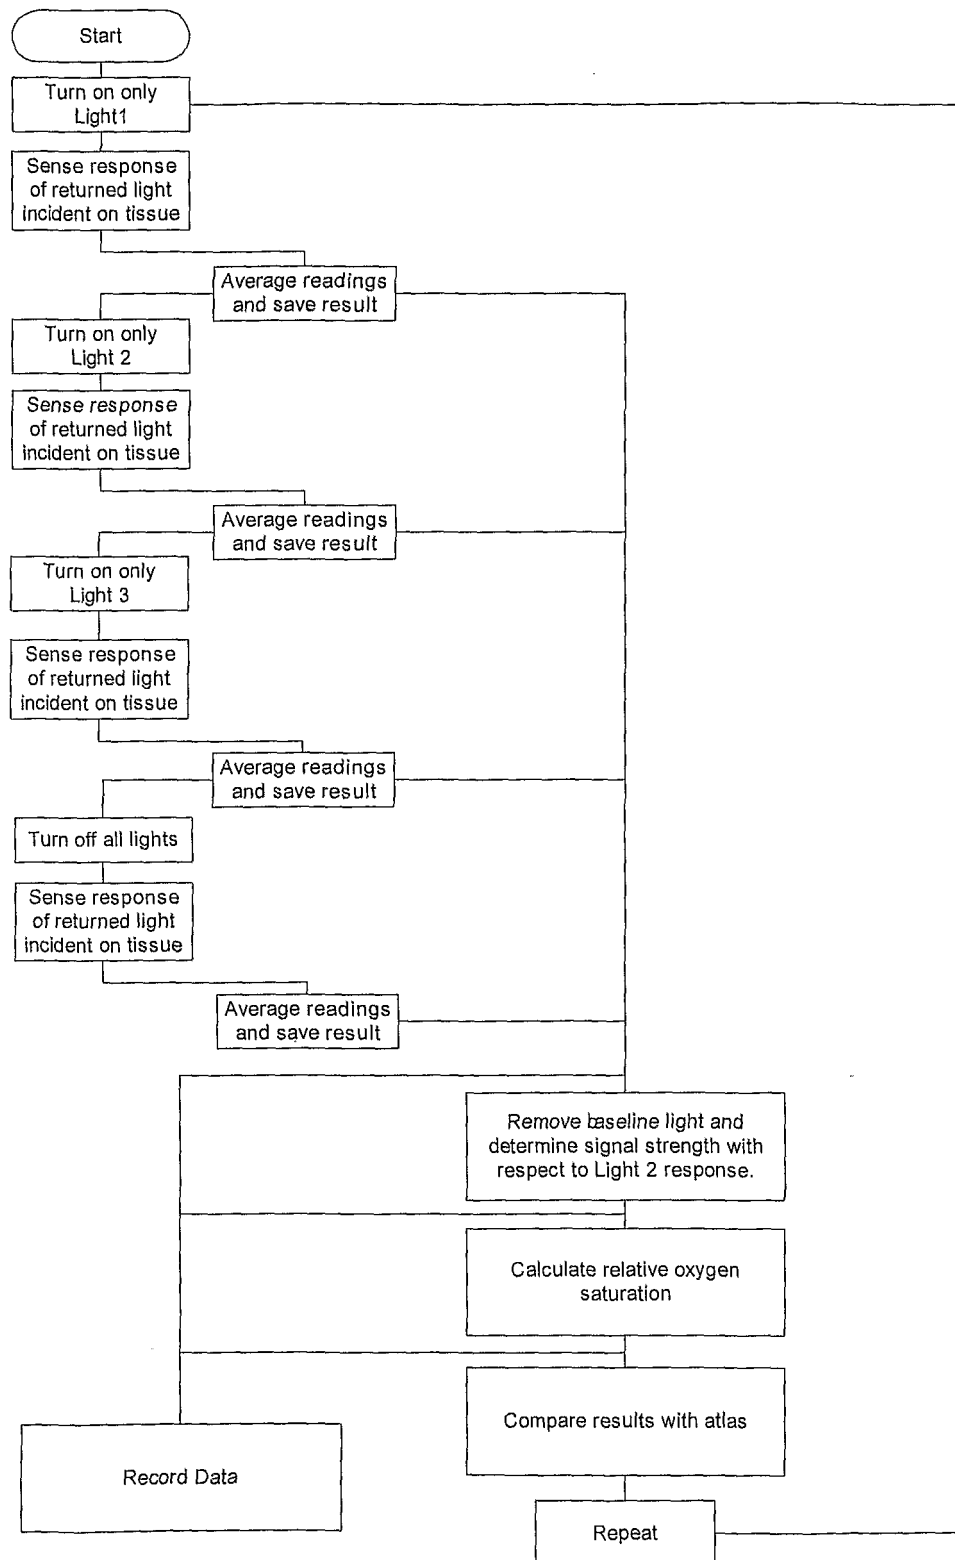 Start
Turn on only
Light1
Sense response
of returned light
incident on tissue
Average readings
and save result
Turn on only
Light 2
Sense response
of returned light
incident on tissue
Average readings
and save result
Turn on only
Light 3
Sense response
of returned light
incident on tissue
Average readings
and save result
Turn off all lights
Sense response
of returned light
incident on tissue
Average readings
and save result
Remove baseline light and
determine signal strength with
respect to Light 2 response.
Calculate relative oxygen
saturation
Compare results with atlas
Record Data
Repeat